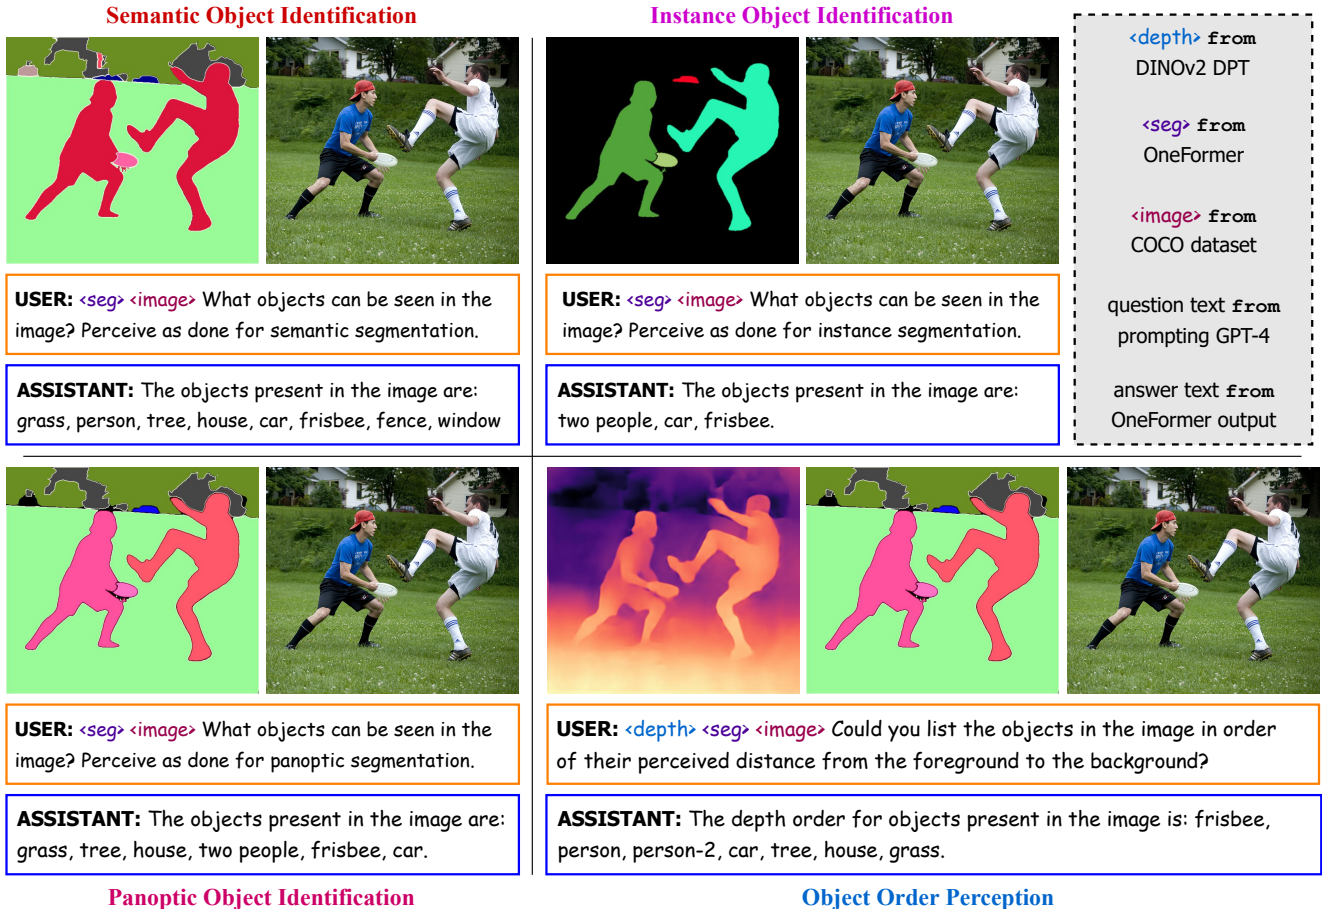 Semantic Object Identification
USER: <seg> <image> What objects can be seen in the
image? Perceive as done for semantic segmentation.
ASSISTANT: The objects present in the image are:
grass, person, tree, house, car, frisbee, fence, window
Instance Object Identification
USER: <seg> <image> What objects can be seen in the
image? Perceive as done for instance segmentation.
ASSISTANT: The objects present in the image are:
two people, car, frisbee.
<depth> from
DINOv2 DPT
<seg> from
OneFormer
<image> from
COCO dataset
question text from
prompting GPT-4
answer text from
OneFormer output
USER: <seg> <image> What objects can be seen in the
image? Perceive as done for panoptic segmentation.
ASSISTANT: The objects present in the image are:
grass, tree, house, two people, frisbee, car.
Panoptic Object Identification
USER: <depth> <seg> <image> Could you list the objects in the image in order
of their perceived distance from the foreground to the background?
ASSISTANT: The depth order for objects present in the image is: frisbee,
person, person-2, car, tree, house, grass.
Object Order Perception